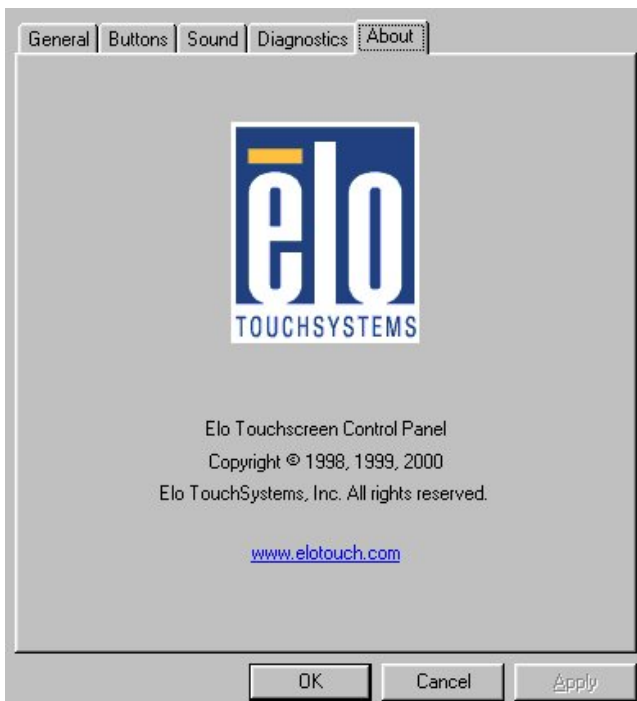 General Buttons Sound Diagnostics About
ēlo
TOUCHSYSTEMS
Elo Touchscreen Control Panel
Copyright © 1998, 1999, 2000
Elo TouchSystems, Inc. All rights reserved.
www.elotouch.com
OK Cancel Apply